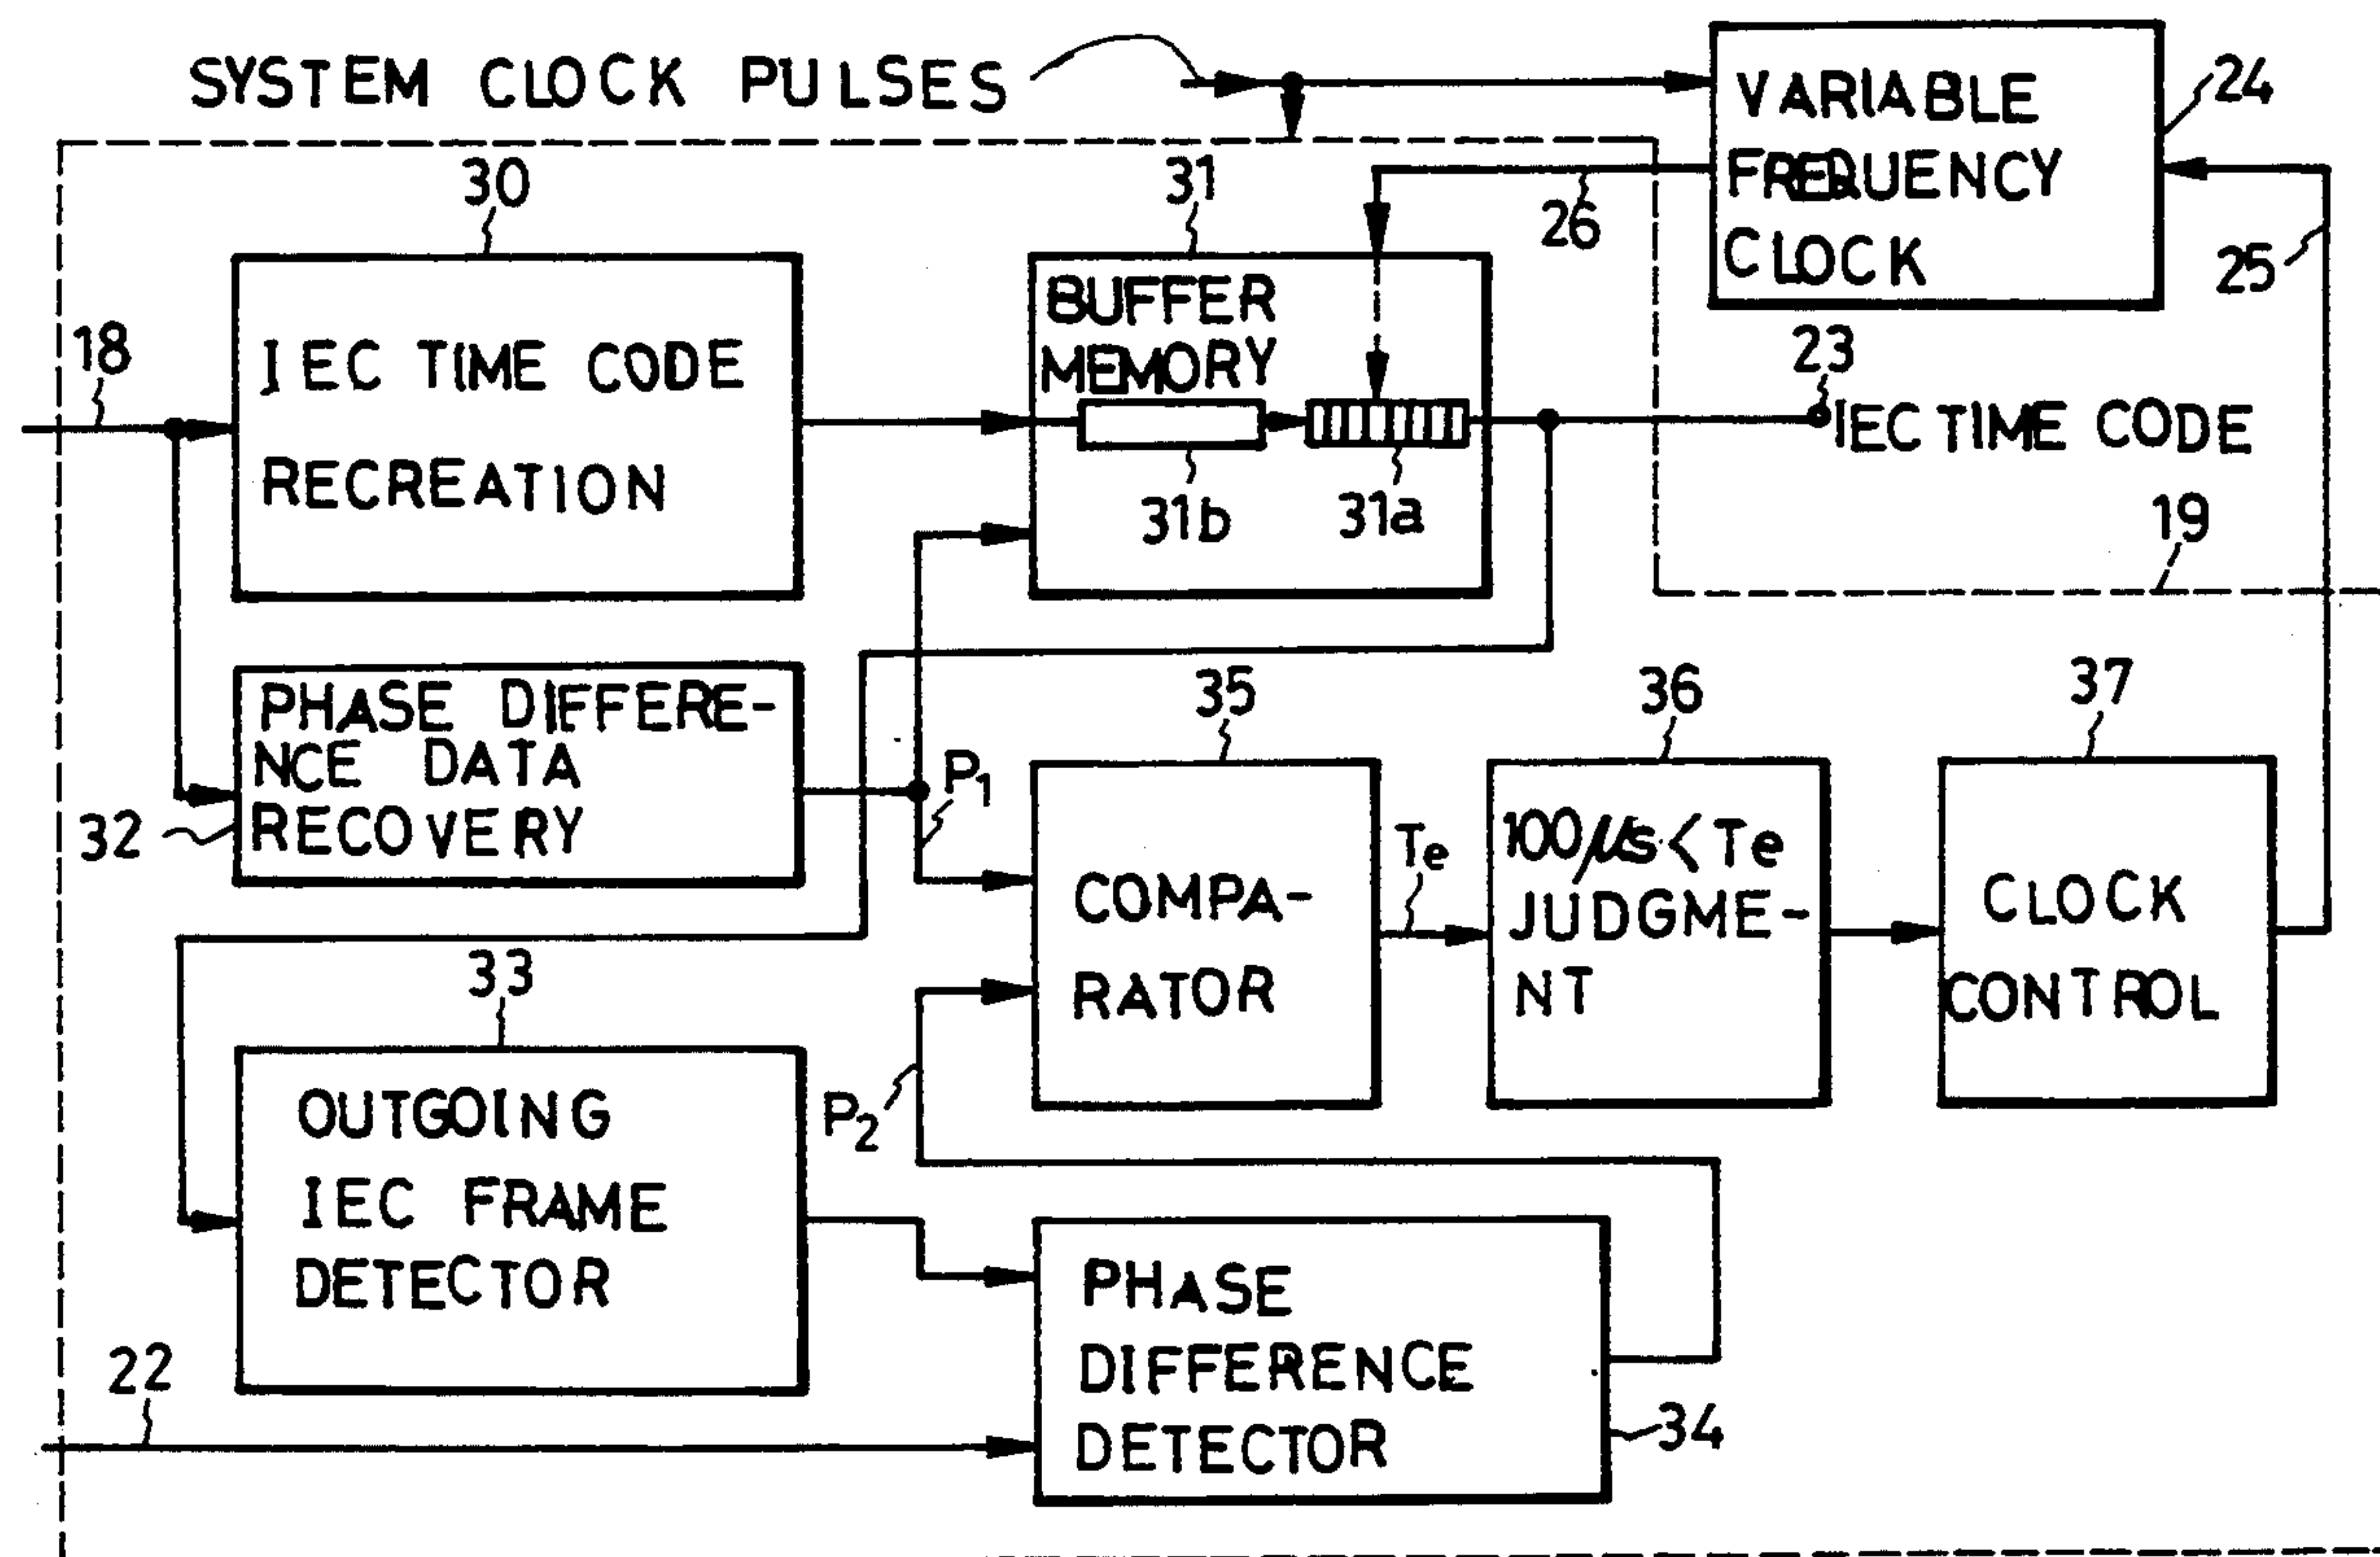 SYSTEM CLOCK PULSES
VARIABLE
FREQUENCY
CLOCK
24
30
31
26
25
18
IEC TIME CODE
RECREATION
BUFFER
MEMORY
31b
31a
23
IEC TIME CODE
19
PHASE DIFFERE-
NCE DATA
RECOVERY
32
P1
35
36
37
COMPA-
RATOR
Te
100μs<Te
JUDGME-
NT
CLOCK
CONTROL
33
OUTGOING
IEC FRAME
DETECTOR
P2
22
PHASE
DIFFERENCE
DETECTOR
34